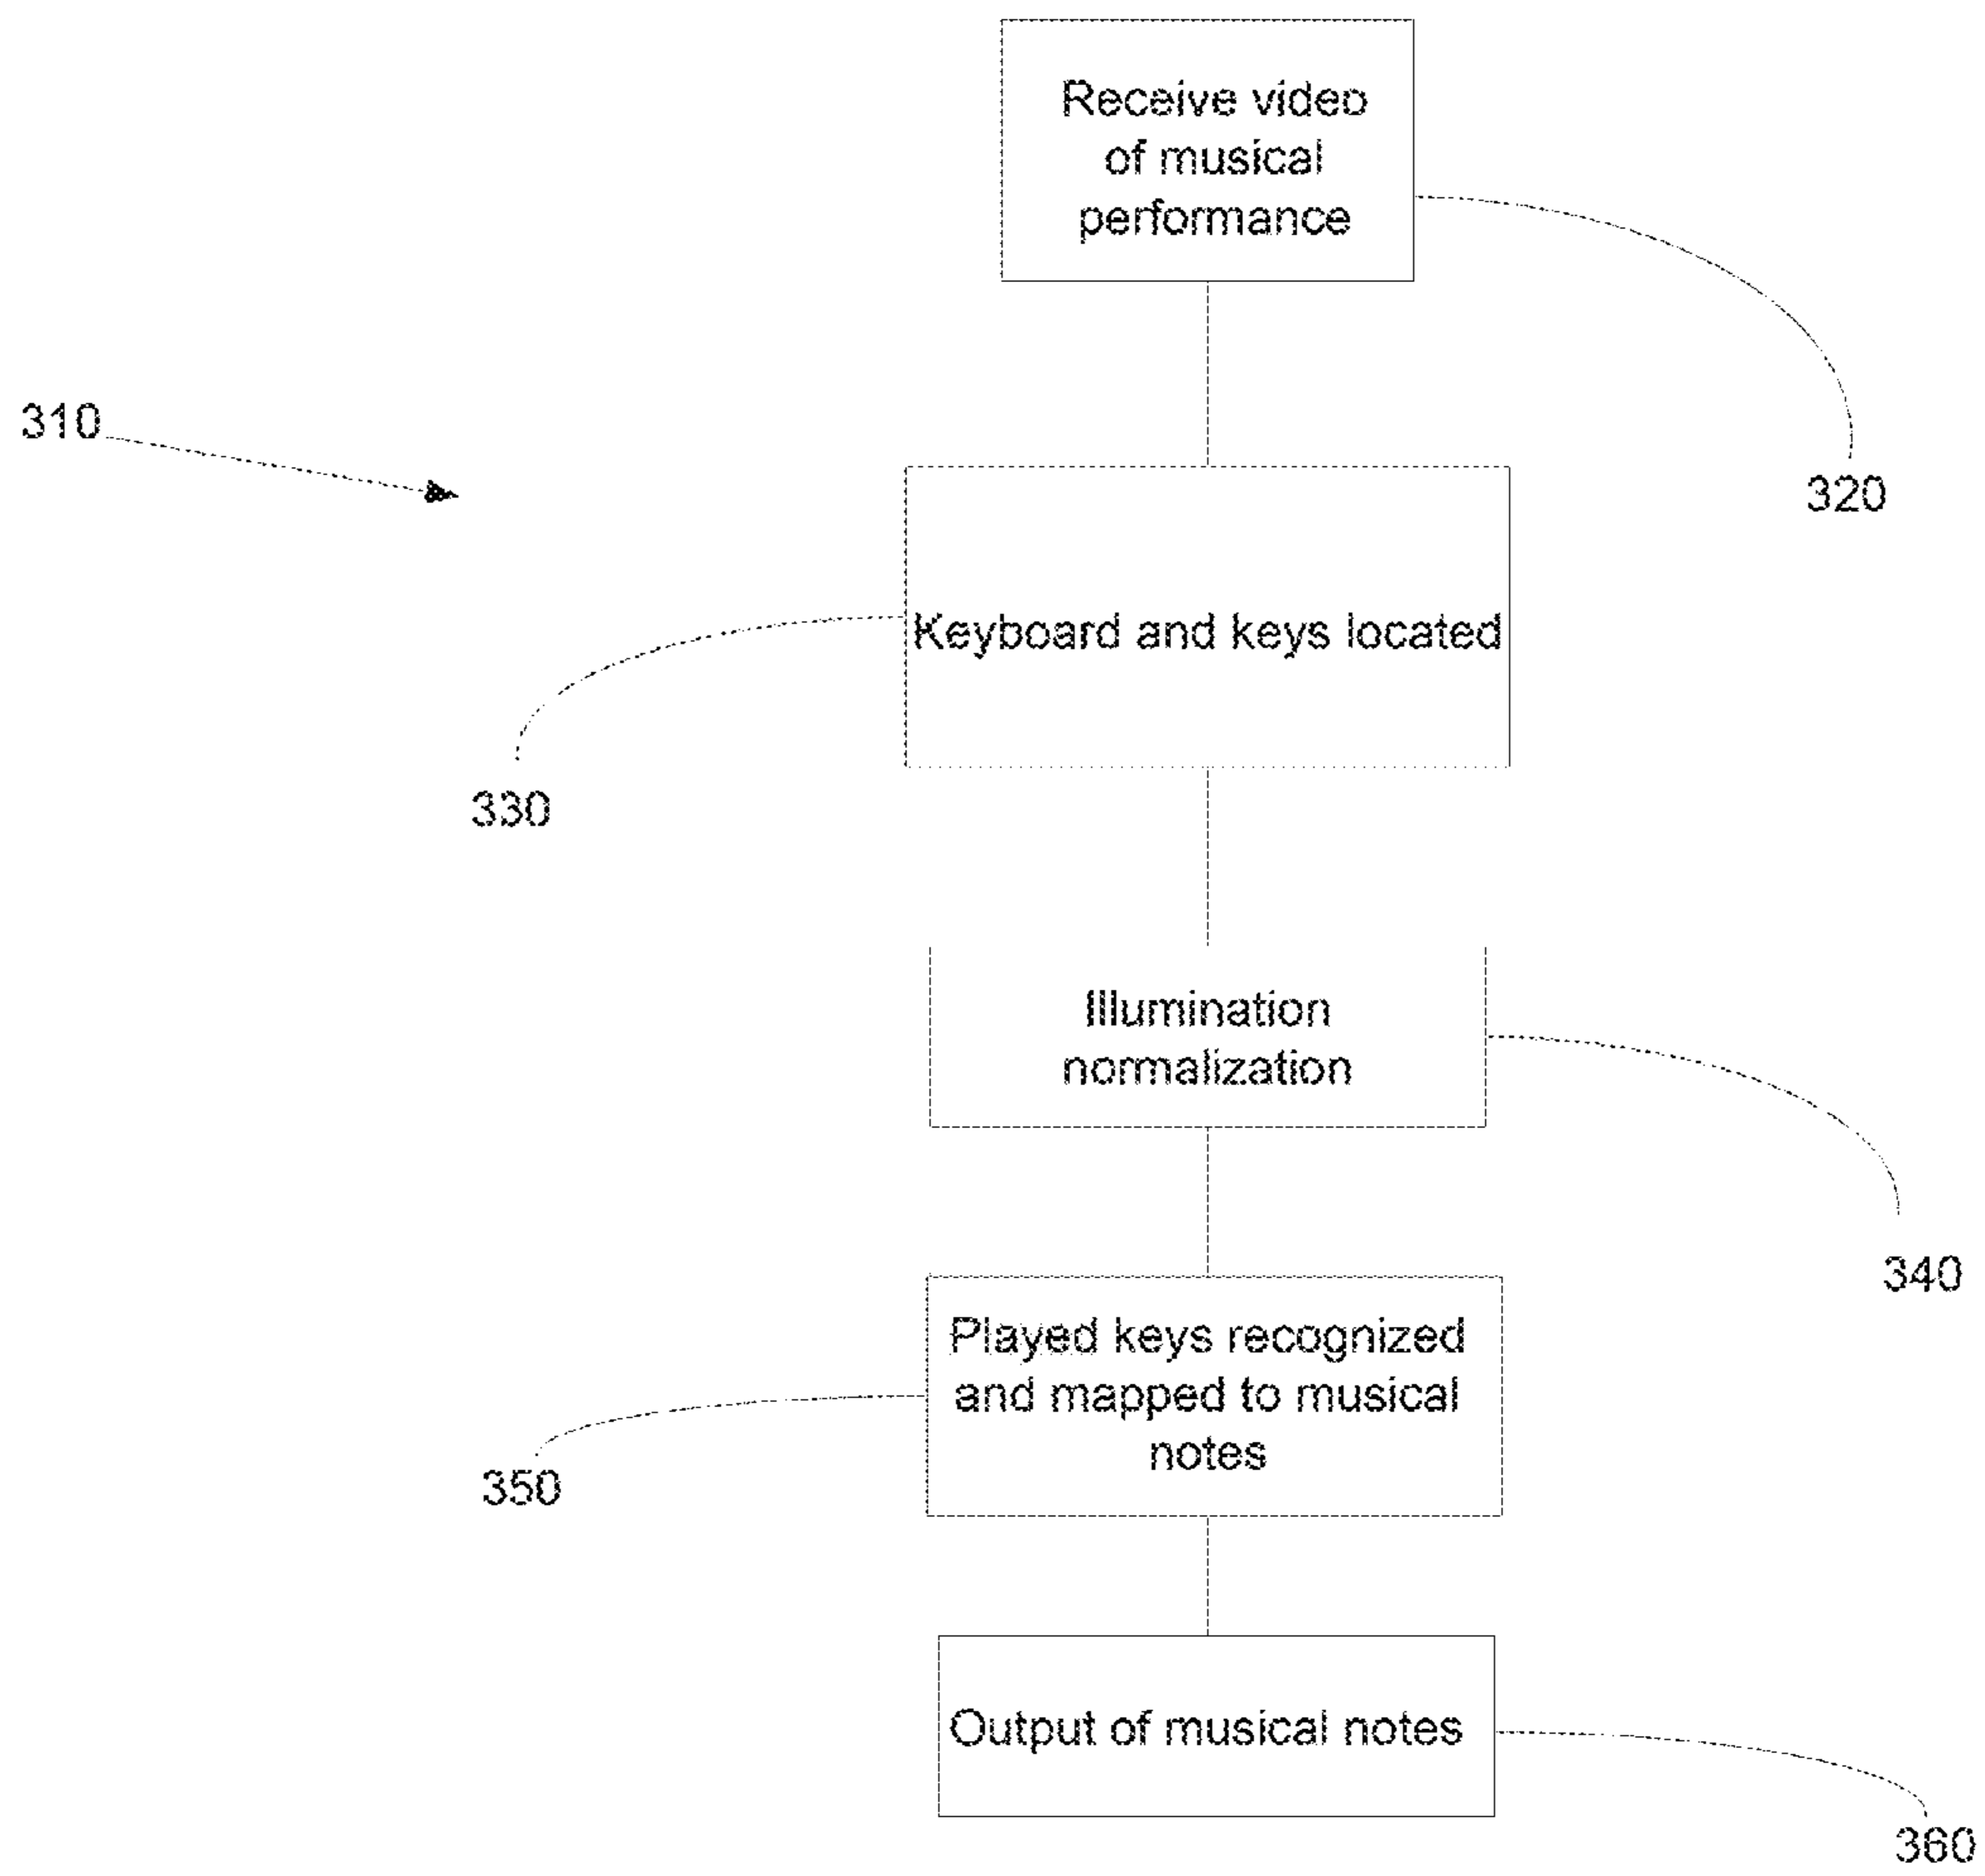 Receive video
of musical
performance
310
320
Keyboard and keys located
330
Illumination
normalization
340
Played keys recognized
and mapped to musical
notes
350
Output of musical notes
360